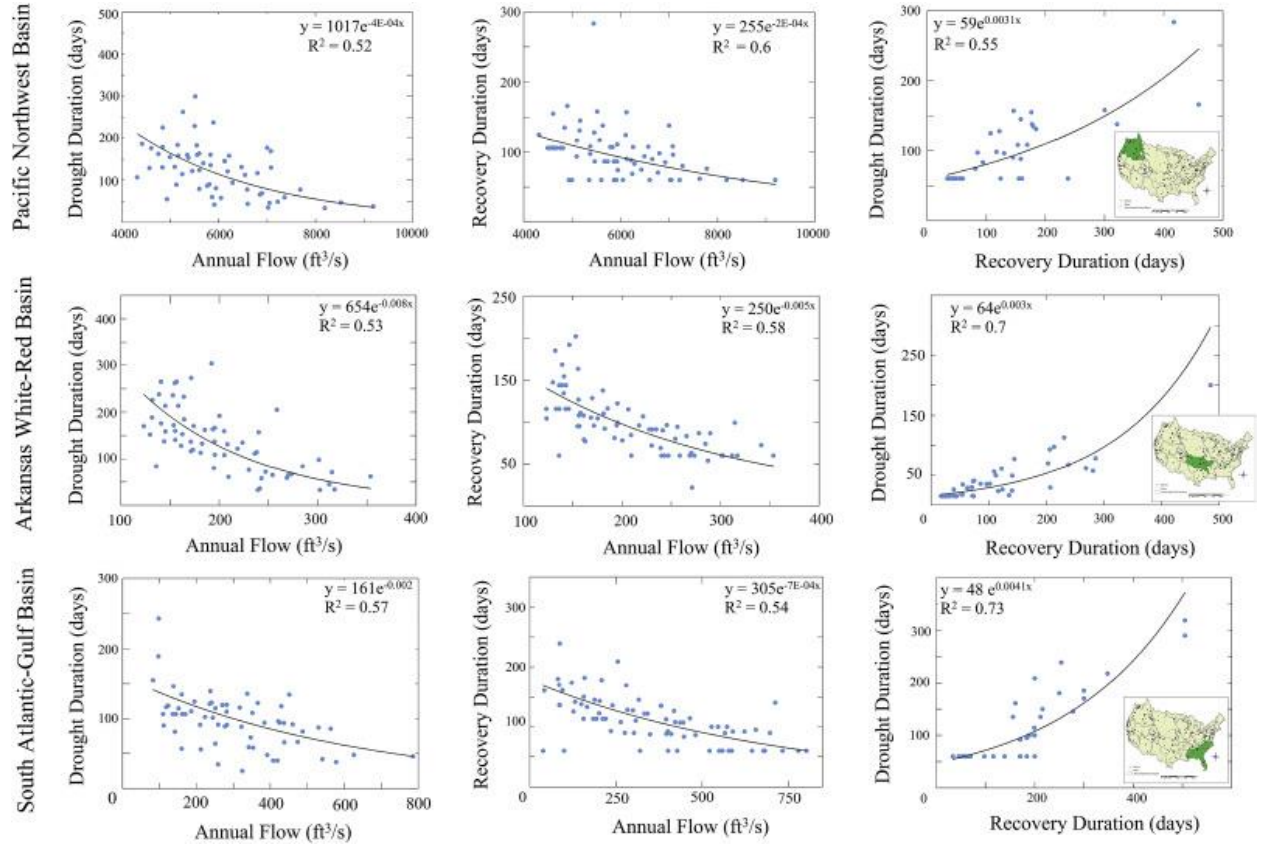 Pacific Northwest Basin
Drought Duration (days)
500
400
300
200
100
4000
6000
8000
10000
Annual Flow (ft³/s)
y = 1017e^-4E-04x
R² = 0.52
Recovery Duration (days)
300
200
100
0
4000
6000
8000
10000
Annual Flow (ft³/s)
y = 255e^-2E-04x
R² = 0.6
Drought Duration (days)
300
200
100
0
0
100
200
300
400
500
Recovery Duration (days)
y = 59e^0.0031x
R² = 0.55
Arkansas White-Red Basin
Drought Duration (days)
400
300
200
100
100
200
300
400
Annual Flow (ft³/s)
y = 654e^-0.008x
R² = 0.53
Recovery Duration (days)
250
150
50
100
200
300
400
Annual Flow (ft³/s)
y = 250e^-0.005x
R² = 0.58
Drought Duration (days)
250
150
50
0
100
200
300
400
500
Recovery Duration (days)
y = 64e^0.003x
R² = 0.7
South Atlantic-Gulf Basin
Drought Duration (days)
300
200
100
0
0
200
400
600
800
Annual Flow (ft³/s)
y = 161e^-0.002
R² = 0.57
Recovery Duration (days)
300
200
100
0
250
500
750
Annual Flow (ft³/s)
y = 305e^-7E-04x
R² = 0.54
Drought Duration (days)
300
200
100
0
0
200
400
Recovery Duration (days)
y = 48 e^0.0041x
R² = 0.73